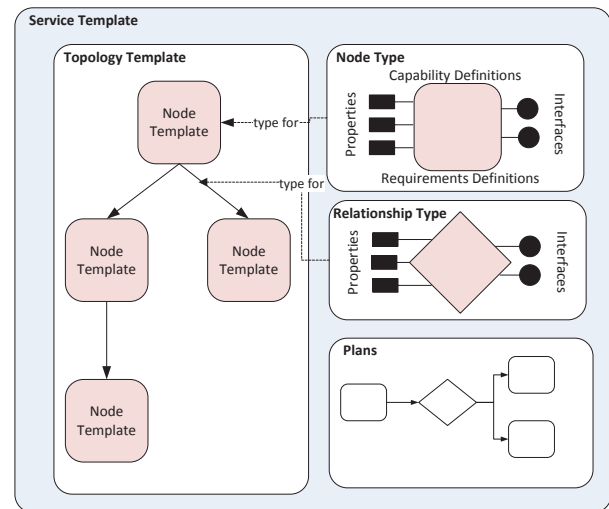 Service Template
Topology Template
Node
Template
type for
type for
Node
Template
Node
Template
Node
Template
Node Type
Capability Definitions
Properties
Interfaces
Requirements Definitions
Relationship Type
Properties
Interfaces
Plans